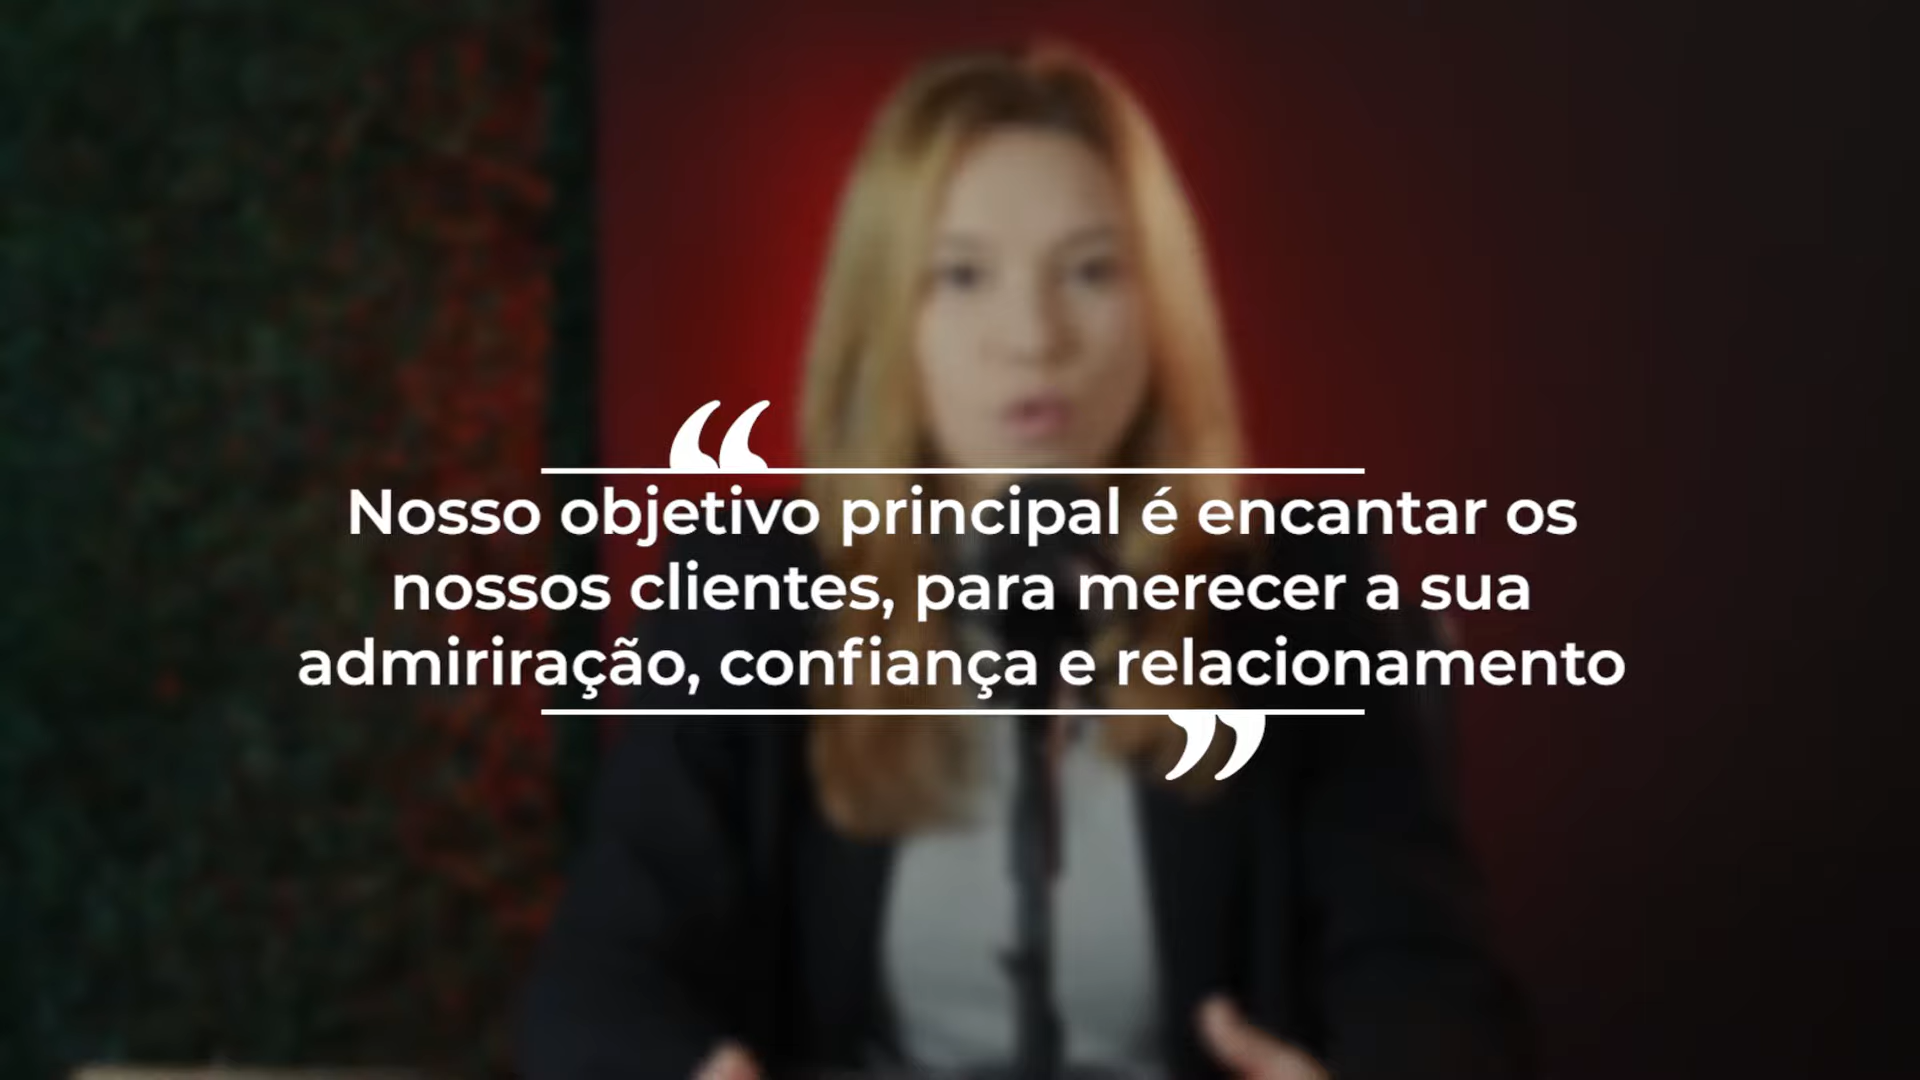 “
Nosso objetivo principal é encantar os
nossos clientes, para merecer a sua
admiriração, confiança e relacionamento
”